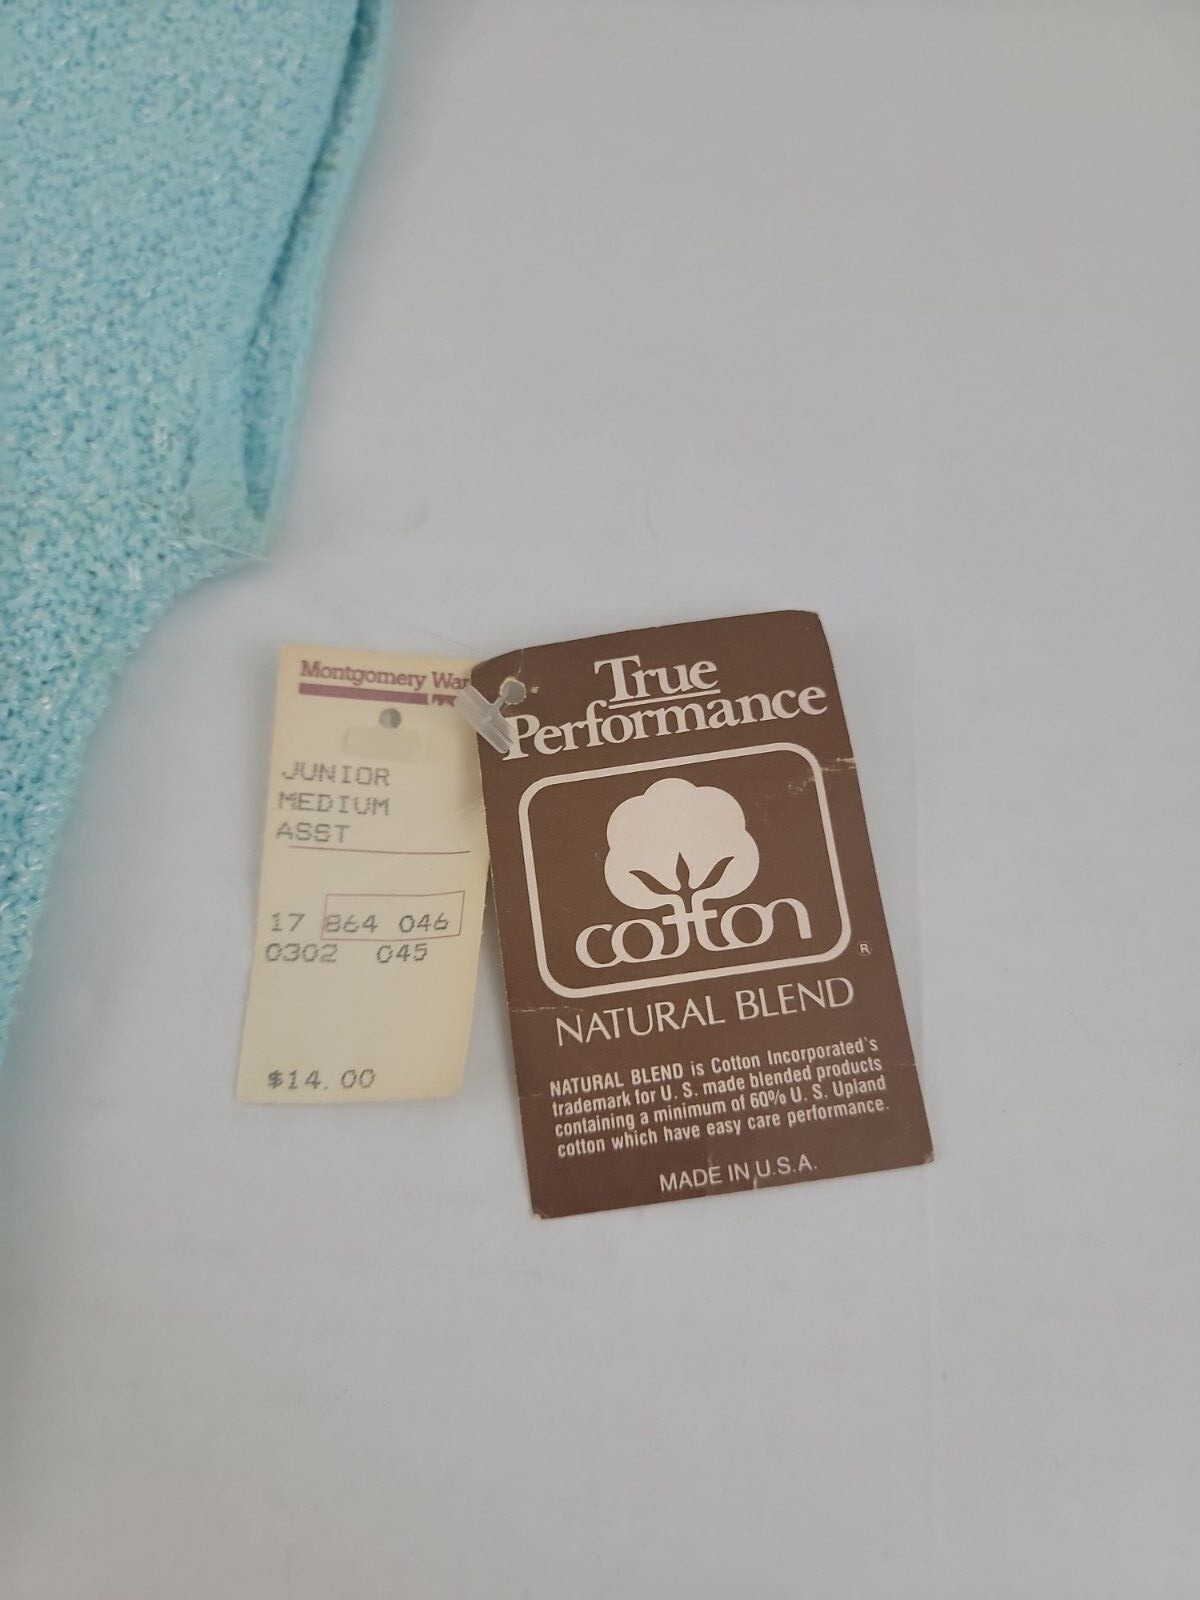 Montgomery War
JUNIOR
MEDIUM
ASST
17 864 046
0302 045
$14.00
True
Performance
cotton
®
NATURAL BLEND
NATURAL BLEND is Cotton Incorporated's
trademark for U. S. made blended products
containing a minimum of 60% U. S. Upland
cotton which have easy care performance.
MADE IN U.S.A.